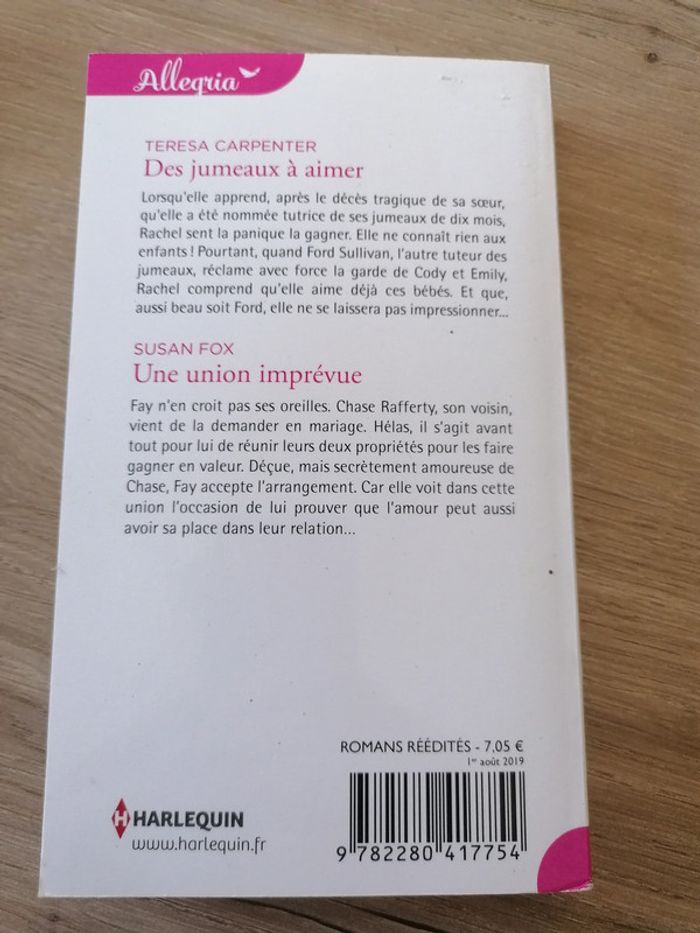 Allegria
TERESA CARPENTER
Des jumeaux à aimer
Lorsqu'elle apprend, après le décès tragique de sa sœur,
qu'elle a été nommée tutrice de ses jumeaux de dix mois,
Rachel sent la panique la gagner. Elle ne connaît rien aux
enfants ! Pourtant, quand Ford Sullivan, l'autre tuteur des
jumeaux, réclame avec force la garde de Cody et Emily,
Rachel comprend qu'elle aime déjà ces bébés. Et que,
aussi beau soit Ford, elle ne se laissera pas impressionner...
SUSAN FOX
Une union imprévue
Fay n'en croit pas ses oreilles. Chase Rafferty, son voisin,
vient de la demander en mariage. Hélas, il s'agit avant
tout pour lui de réunir leurs deux propriétés pour les faire
gagner en valeur. Déçue, mais secrètement amoureuse de
Chase, Fay accepte l'arrangement. Car elle voit dans cette
union l'occasion de lui prouver que l'amour peut aussi
avoir sa place dans leur relation...
ROMANS RÉÉDITÉS - 7,05 €
1er août 2019
HARLEQUIN
www.harlequin.fr
9 782280 417754